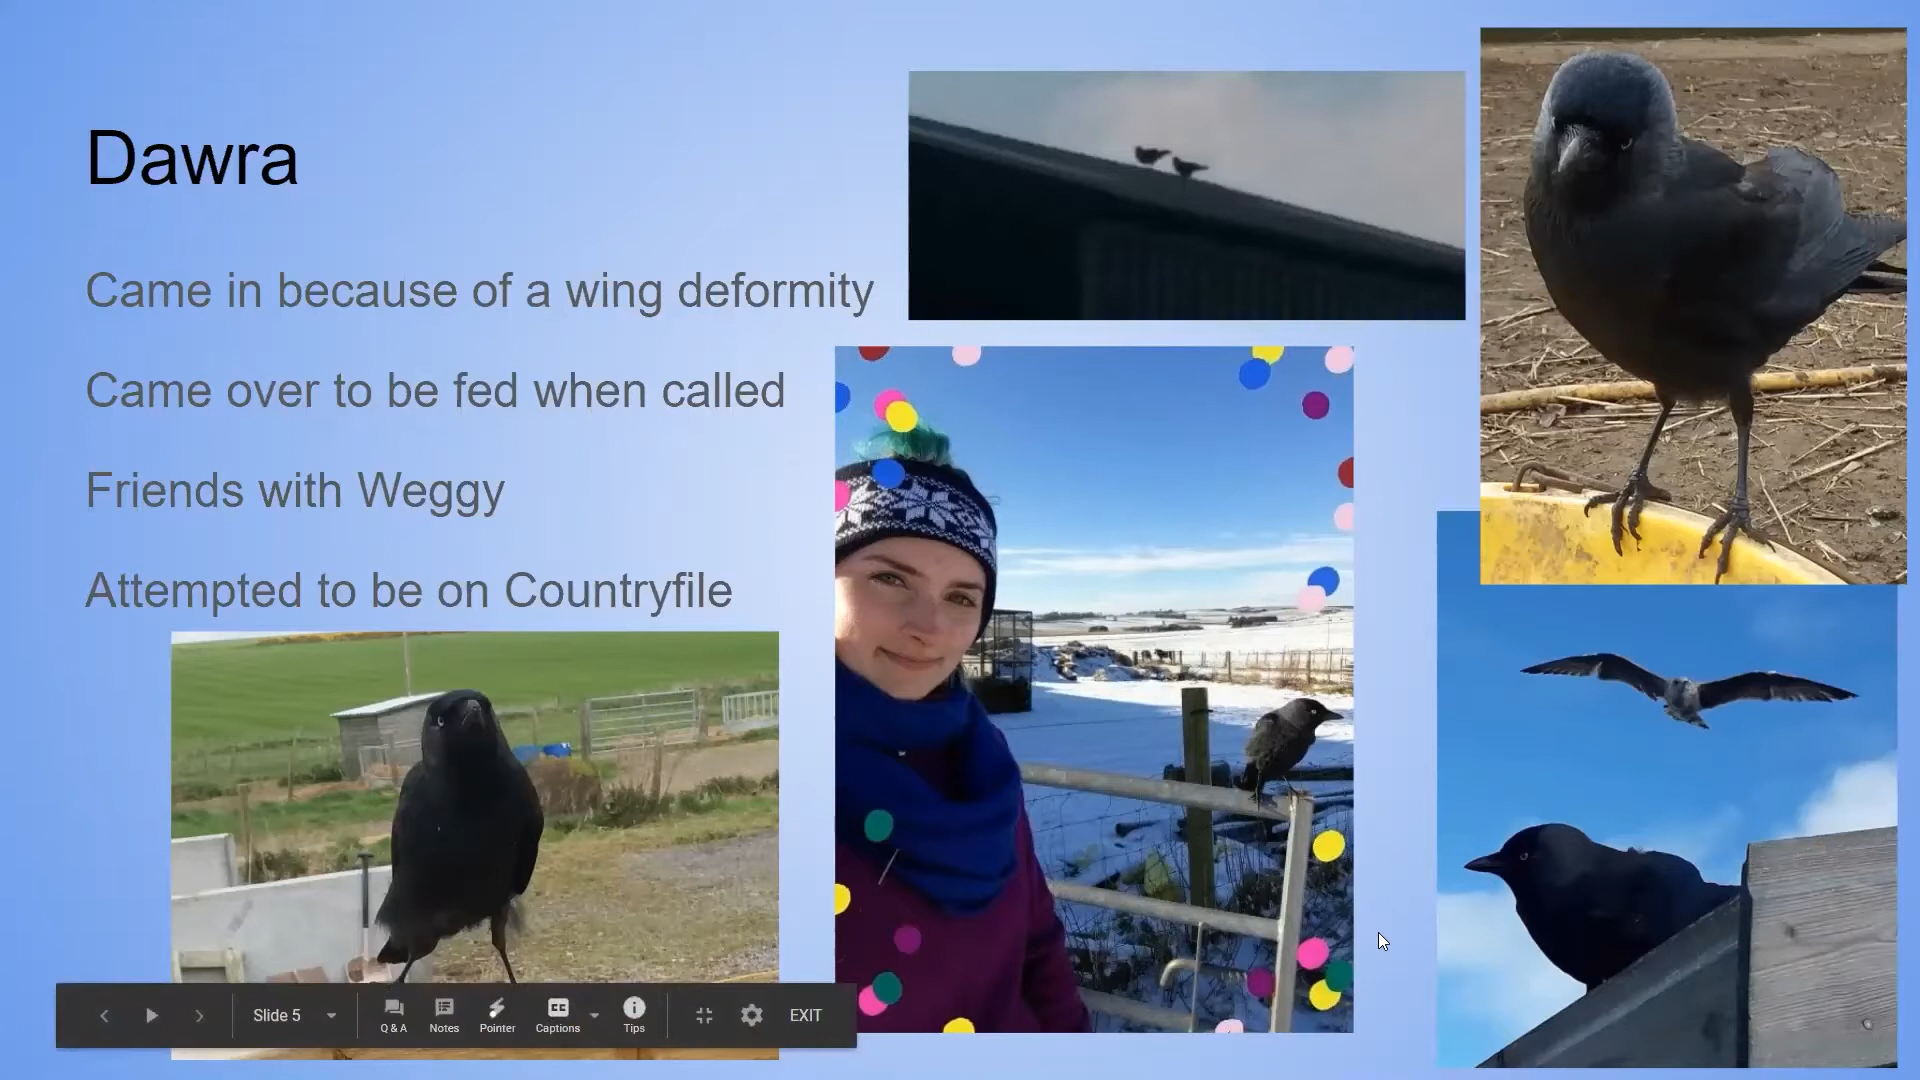 Dawra
Came in because of a wing deformity
Came over to be fed when called
Friends with Weggy
Attempted to be on Countryfile
Slide 5
Q & A
Notes
Pointer
CC
Captions
Tips
EXIT